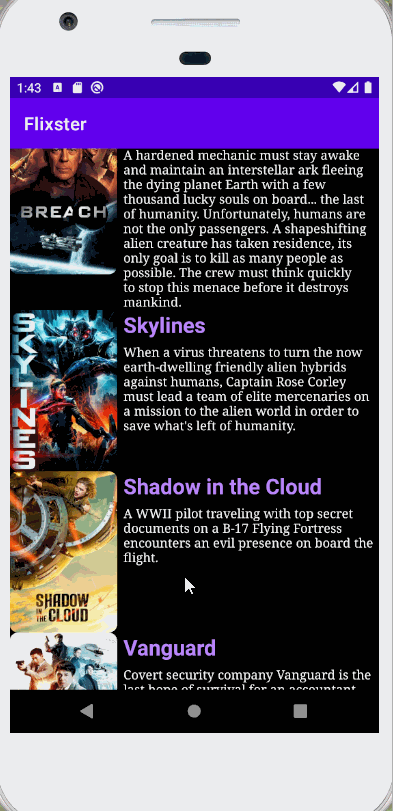 1:43
Flixster
A hardened mechanic must stay awake
and maintain an interstellar ark fleeing
the dying planet Earth with a few
thousand lucky souls on board... the last
of humanity. Unfortunately, humans are
not the only passengers. A shapeshifting
alien creature has taken residence, its
only goal is to kill as many people as
possible. The crew must think quickly
to stop this menace before it destroys
mankind.
BREACH
Skylines
When a virus threatens to turn the now
earth-dwelling friendly alien hybrids
against humans, Captain Rose Corley
must lead a team of elite mercenaries on
a mission to the alien world in order to
save what's left of humanity.
SKYLINES
Shadow in the Cloud
A WWII pilot traveling with top secret
documents on a B-17 Flying Fortress
encounters an evil presence on board the
flight.
SHADOW
IN THE CLOUD
Vanguard
Covert security company Vanguard is the
last hope of survival for an accountant